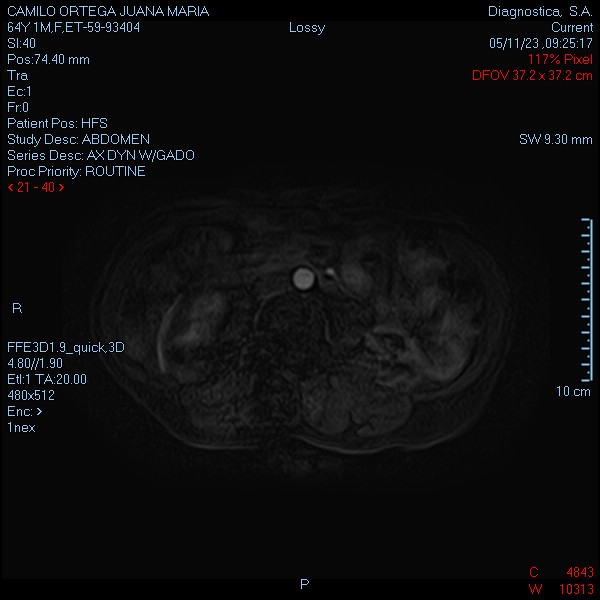 CAMILO ORTEGA JUANA MARIA
64Y 1M,F,ET-59-93404
SI:40
Pos:74.40 mm
Tra
Ec:1
Fr:0
Patient Pos: HFS
Study Desc: ABDOMEN
Series Desc: AX DYN W/GADO
Proc Priority: ROUTINE
< 21 - 40 >
Lossy
Diagnostica, S.A.
Current
05/11/23 ,09:25:17
117% Pixel
DFOV 37.2 x 37.2 cm
SW 9.30 mm
R
FFE3D1.9_quick,3D
4.80//1.90
Etl:1 TA:20.00
480x512
Enc: >
1nex
10 cm
P
C 4843
W 10313